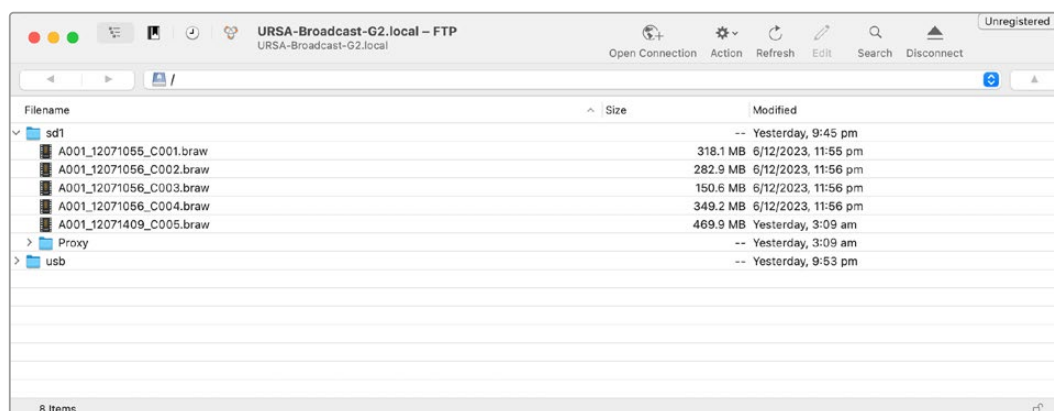 Unregistered
URSA-Broadcast-G2.local – FTP
URSA-Broadcast-G2.local
Open Connection Action Refresh Edit Search Disconnect
/
Filename Size Modified
sd1 -- Yesterday, 9:45 pm
A001_12071055_C001.braw 318.1 MB 6/12/2023, 11:55 pm
A001_12071056_C002.braw 282.9 MB 6/12/2023, 11:56 pm
A001_12071056_C003.braw 150.6 MB 6/12/2023, 11:56 pm
A001_12071056_C004.braw 349.2 MB 6/12/2023, 11:56 pm
A001_12071409_C005.braw 469.9 MB Yesterday, 3:09 am
Proxy -- Yesterday, 3:09 am
usb -- Yesterday, 9:53 pm
8 Items